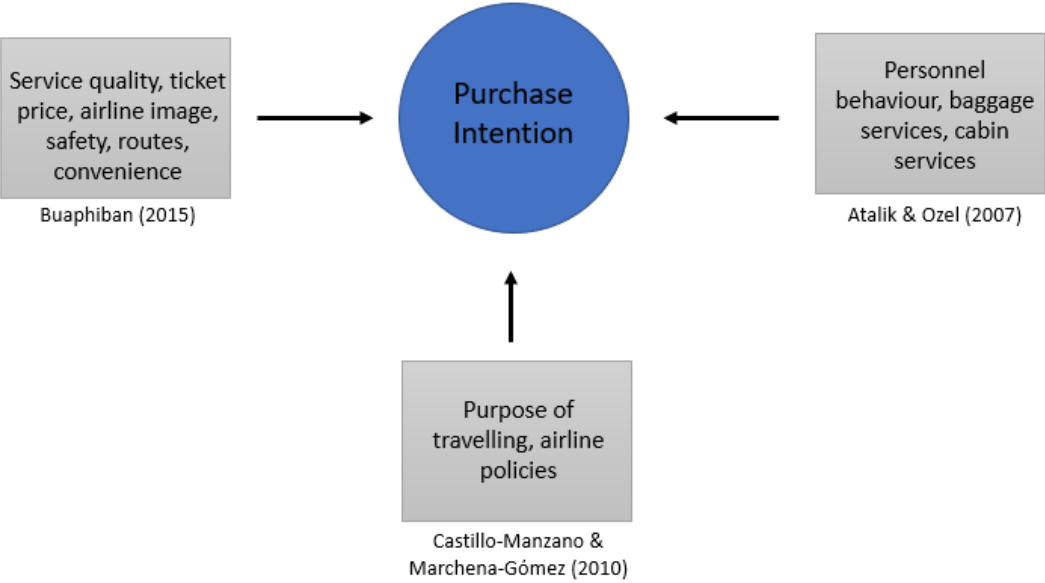 Service quality, ticket
price, airline image,
safety, routes,
convenience
Buaphiban (2015)
Purchase
Intention
Personnel
behaviour, baggage
services, cabin
services
Atalik & Ozel (2007)
Purpose of
travelling, airline
policies
Castillo-Manzano &
Marchena-Gómez (2010)